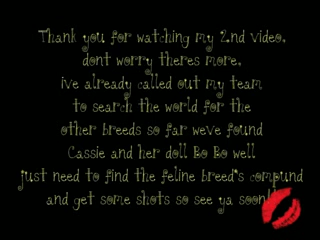 Thank you for watching my 2nd video,
dont worry theres more,
ive already called out my team
to search the world for the
other breeds so far weve found
Cassie and her doll Bo Bo well
just need to find the feline breed's compund
and get some shots so see ya soon!